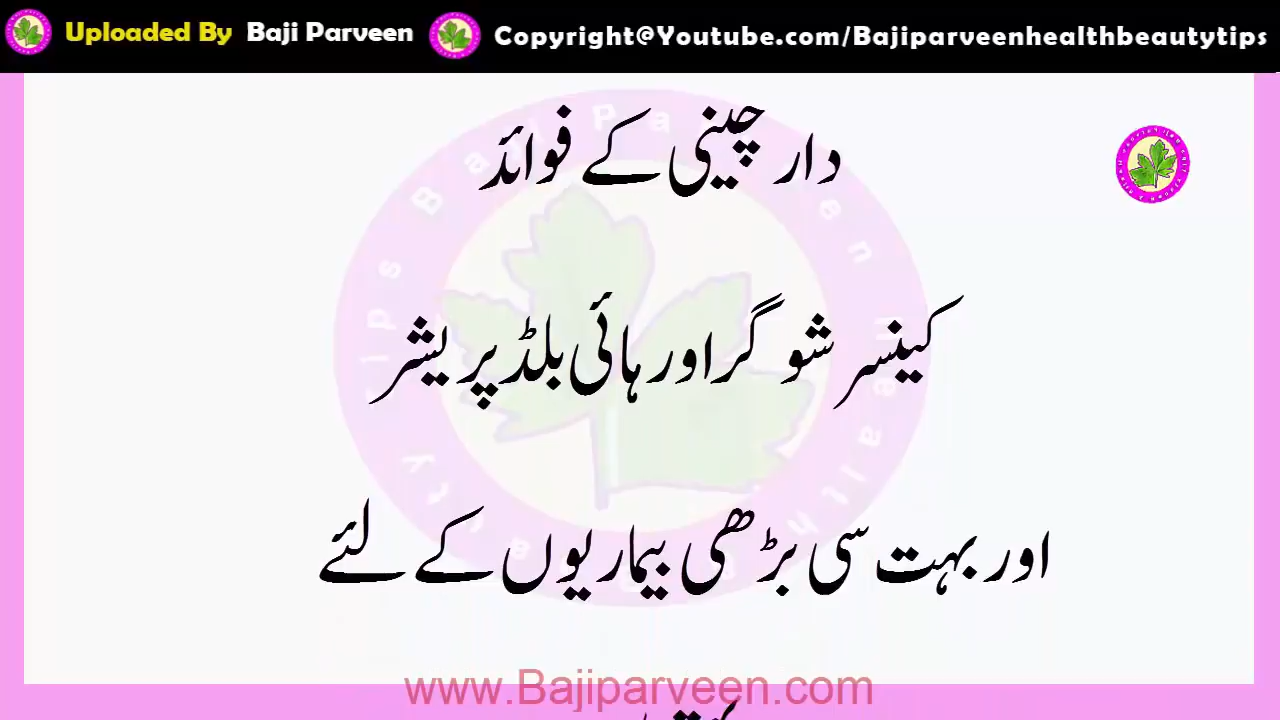 Uploaded By Baji Parveen Copyright@Youtube.com/Bajiparveenhealthbeautytips
دار چینی کے فوائد
کینسر شوگر اور ہائی بلڈ پریشر
اور بہت سی بڑھی بیماریوں کے لئے
www.Bajiparveen.com